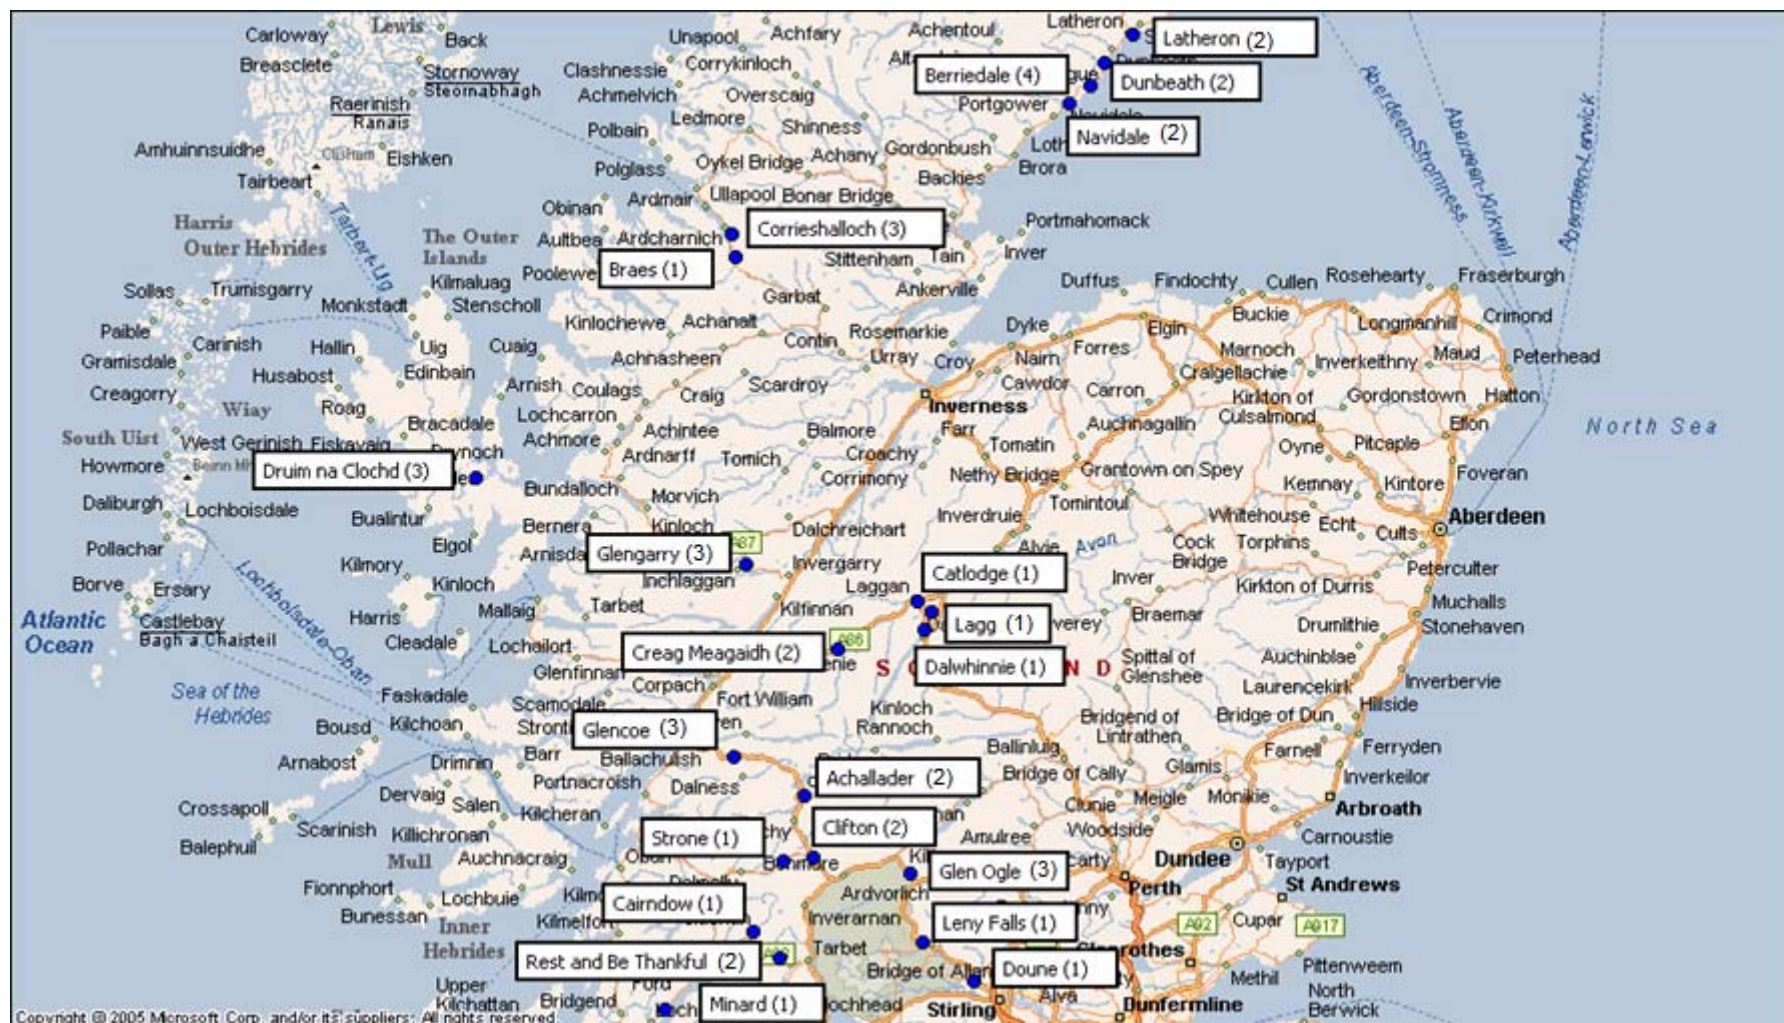 Lewis
Carloway
Back
Breasclete
Stornoway
Steornabhagh
Raerinish
Ranais
Amhuinnsuidhe
Clisham
Eishken
Tairbeart
Harris
Outer Hebrides
Tarbert-Uig
The Outer
Islands
Unapool
Achfary
Achentoul
Latheron
Latheron (2)
Clashnessie
Corrykinloch
Berriedale (4)
Dunbeath (2)
Achmelvich
Overscaig
Portgower
Ledmore
Shinness
Navidale (2)
Polbain
Gordonbush
Oykel Bridge
Achany
Brora
Polglass
Backies
Ullapool
Bonar Bridge
Ardmair
Obinan
Portmahomack
Corrieshalloch (3)
Aultbea
Ardcharnich
Inver
Tain
Stittenham
Braes (1)
Poolewe
Ankerville
Garbat
Kilmaluag
Stenscholl
Sollas
Trumisgarry
Monkstadt
Paible
Carinish
Hallin
Uig
Cuaig
Gramisdale
Husabost
Edinbain
Creagorry
Arnish
Coulags
Wiay
Roag
Bracadale
Lochcarron
South Uist
West Gerinish
Fiskavaig
Achmore
Howmore
Druim na Clochd (3)
Daliburgh
Lochboisdale
Bualintur
Bundalloch
Pollachar
Elgol
Bernera
Kinlochewe
Achanalt
Contin
Rosemarkie
Achnasheen
Urray
Craig
Scardroy
Croy
Nairn
Dyke
Forres
Cawdor
Inverness
Farr
Achintee
Balmore
Croachy
Ardnarff
Tomich
Corrimony
Tomatin
Nethy Bridge
Morvich
Kinloch
Dalchreichart
Inverdruie
Alvie
Duffus
Findochty
Cullen
Rosehearty
Fraserburgh
Buckie
Elgin
Longmanhill
Crimond
Marnoch
Inverkeithny
Maud
Peterhead
Craigellachie
Carron
Kirkton of
Culsalmond
Gordonstown
Hatton
Auchnagallin
Ellon
Oyne
Pitcaple
Grantown on Spey
Foveran
Kemnay
Kintore
Tomintoul
Whitehouse
Echt
Cults
Aberdeen
Avon
Cock
Bridge
Torphins
Peterculter
Kirkton of Durris
Inver
Braemar
Muchalls
Drumlithie
Stonehaven
Aberdeen-Stromness
Aberdeen-Kirkwall
Aberdeen-Lerwick
North Sea
Glengarry (3)
A87
Inchlaggan
Invergarry
Laggan
Catlodge (1)
Kilfinnan
Lagg (1)
Creag Meagaidh (2)
A86
Dalwhinnie (1)
Kilmory
Kinloch
Borve
Ersary
Castlebay
Bagh a Chaisteil
Lochboisdale-Oban
Harris
Mallaig
Tarbet
Cleadale
Lochailort
Glenfinnan
Corpach
Fort William
Atlantic
Ocean
Sea of the
Hebrides
Faskadale
Scamodale
Kilchoan
Bousd
Glencoe (3)
Kinloch
Rannoch
Barr
Ballachulish
Arnabost
Drimnin
Portnacroish
Dalness
Achallader (2)
Spittal of
Glenshee
Auchinblae
Laurencekirk
Inverbervie
Hillside
Bridgend of
Lintrathen
Bridge of Dun
Ballinluig
Farnell
Ferryden
Bridge of Cally
Glamis
Inverkeilor
Clunie
Meigle
Monikie
Arbroath
Crossapoll
Dervaig
Salen
Kilcheran
Scarinish
Killichronan
Balephuil
Mull
Auchnacraig
Strone (1)
Clifton (2)
Amulree
Woodside
Carnoustie
Dundee
Tayport
Fionnphort
Lochbuie
Bunessan
Kilmelfort
Cairndow (1)
Glen Ogle (3)
Ardvorlich
Perth
St Andrews
Inverarnan
Leny Falls (1)
A92
Cupar
A917
Inner
Hebrides
Rest and Be Thankful (2)
Tarbet
Bridge of Allan
Doune (1)
Methil
Pittenweem
Upper
Kilchattan
Bridgend
Ford
Minard (1)
Stirling
Alva
Dunfermline
North
Berwick
Copyright © 2005 Microsoft Corp. and/or its suppliers. All rights reserved.